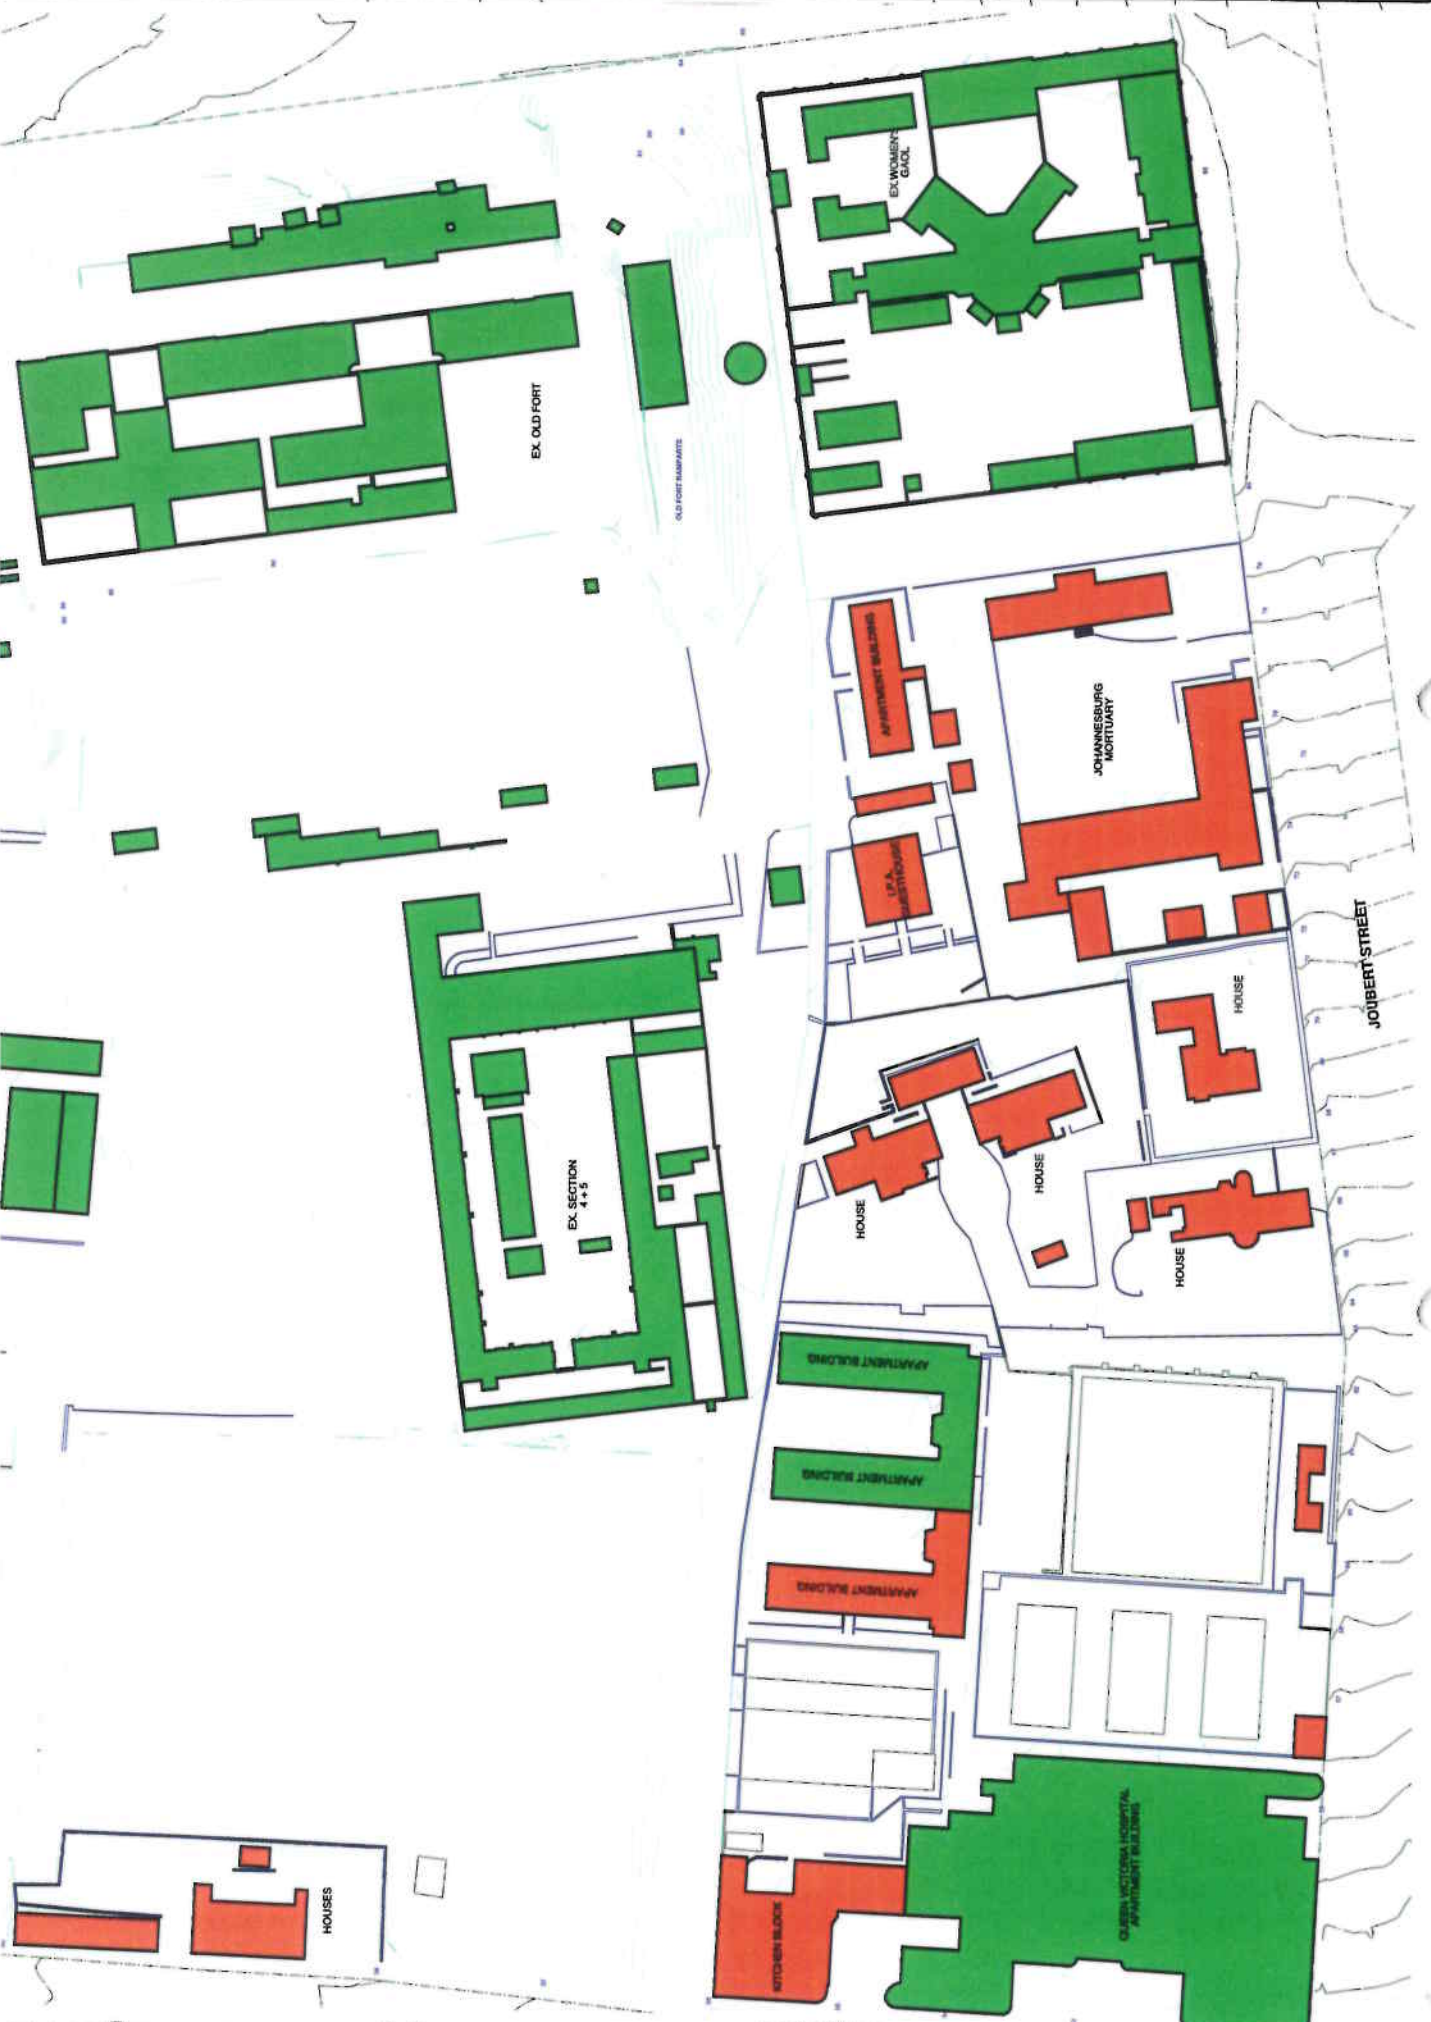 EX. WOMEN'S
GAOL
EX. OLD FORT
OLD FORT RAMPARTS
APARTMENT BUILDING
JOHANNESBURG
MORTUARY
I.P.A.
GUESTHOUSE
HOUSE
JOUBERT STREET
EX. SECTION
4 + 5
HOUSE
HOUSE
HOUSE
APARTMENT BUILDING
APARTMENT BUILDING
APARTMENT BUILDING
QUEEN VICTORIA HOSPITAL
APARTMENT BUILDING
KITCHEN BLOCK
HOUSES